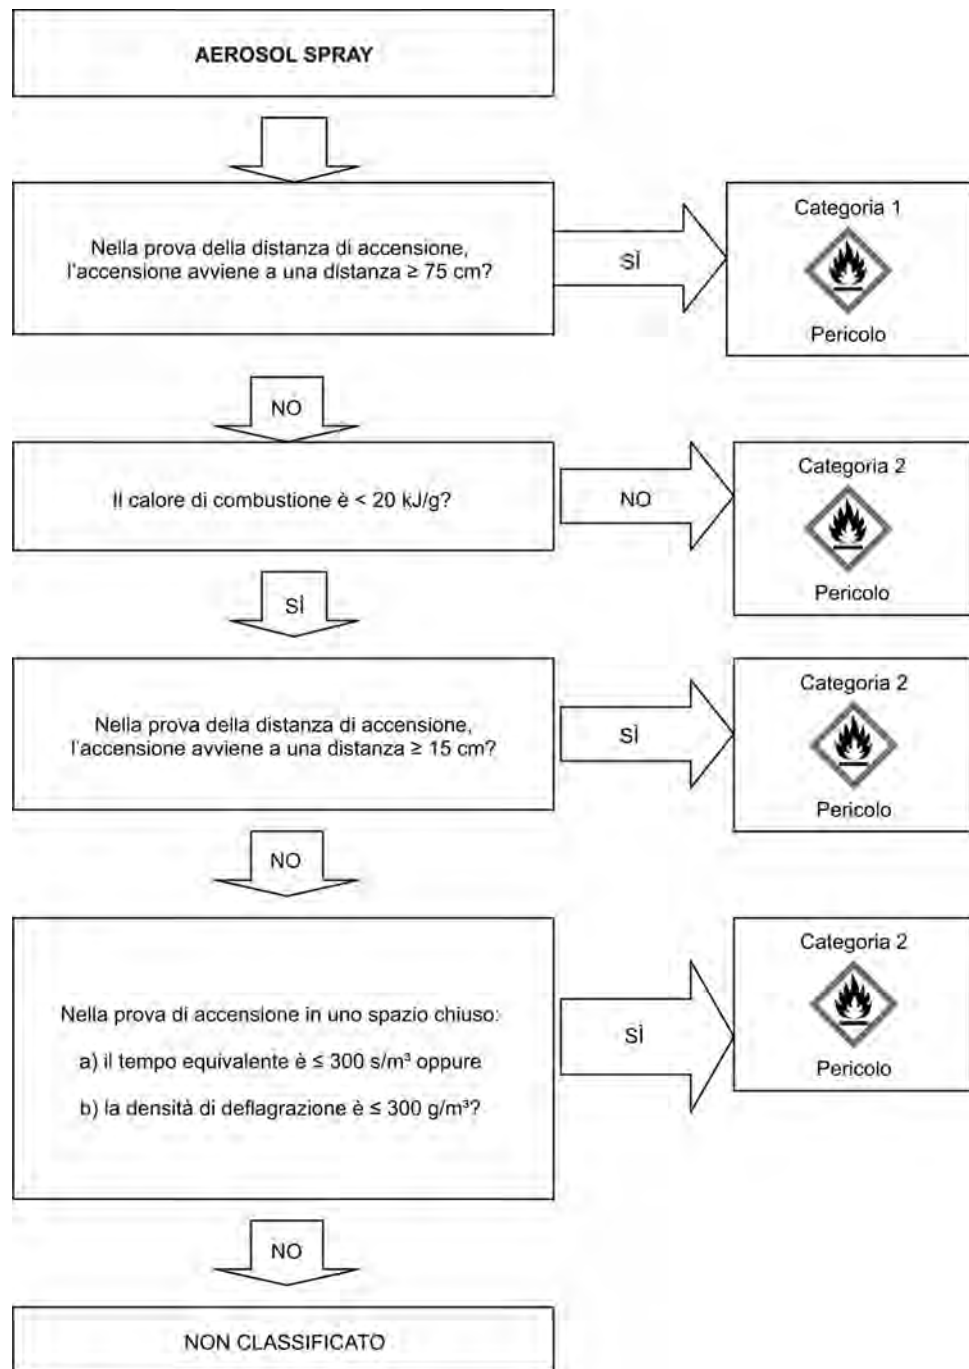 AEROSOL SPRAY
Nella prova della distanza di accensione,
l'accensione avviene a una distanza ≥ 75 cm?
SÌ
Categoria 1
Pericolo
NO
Il calore di combustione è < 20 kJ/g?
NO
Categoria 2
Pericolo
SÌ
Nella prova della distanza di accensione,
l'accensione avviene a una distanza ≥ 15 cm?
SÌ
Categoria 2
Pericolo
NO
Nella prova di accensione in uno spazio chiuso:
a) il tempo equivalente è ≤ 300 s/m³ oppure
b) la densità di deflagrazione è ≤ 300 g/m³?
SÌ
Categoria 2
Pericolo
NO
NON CLASSIFICATO